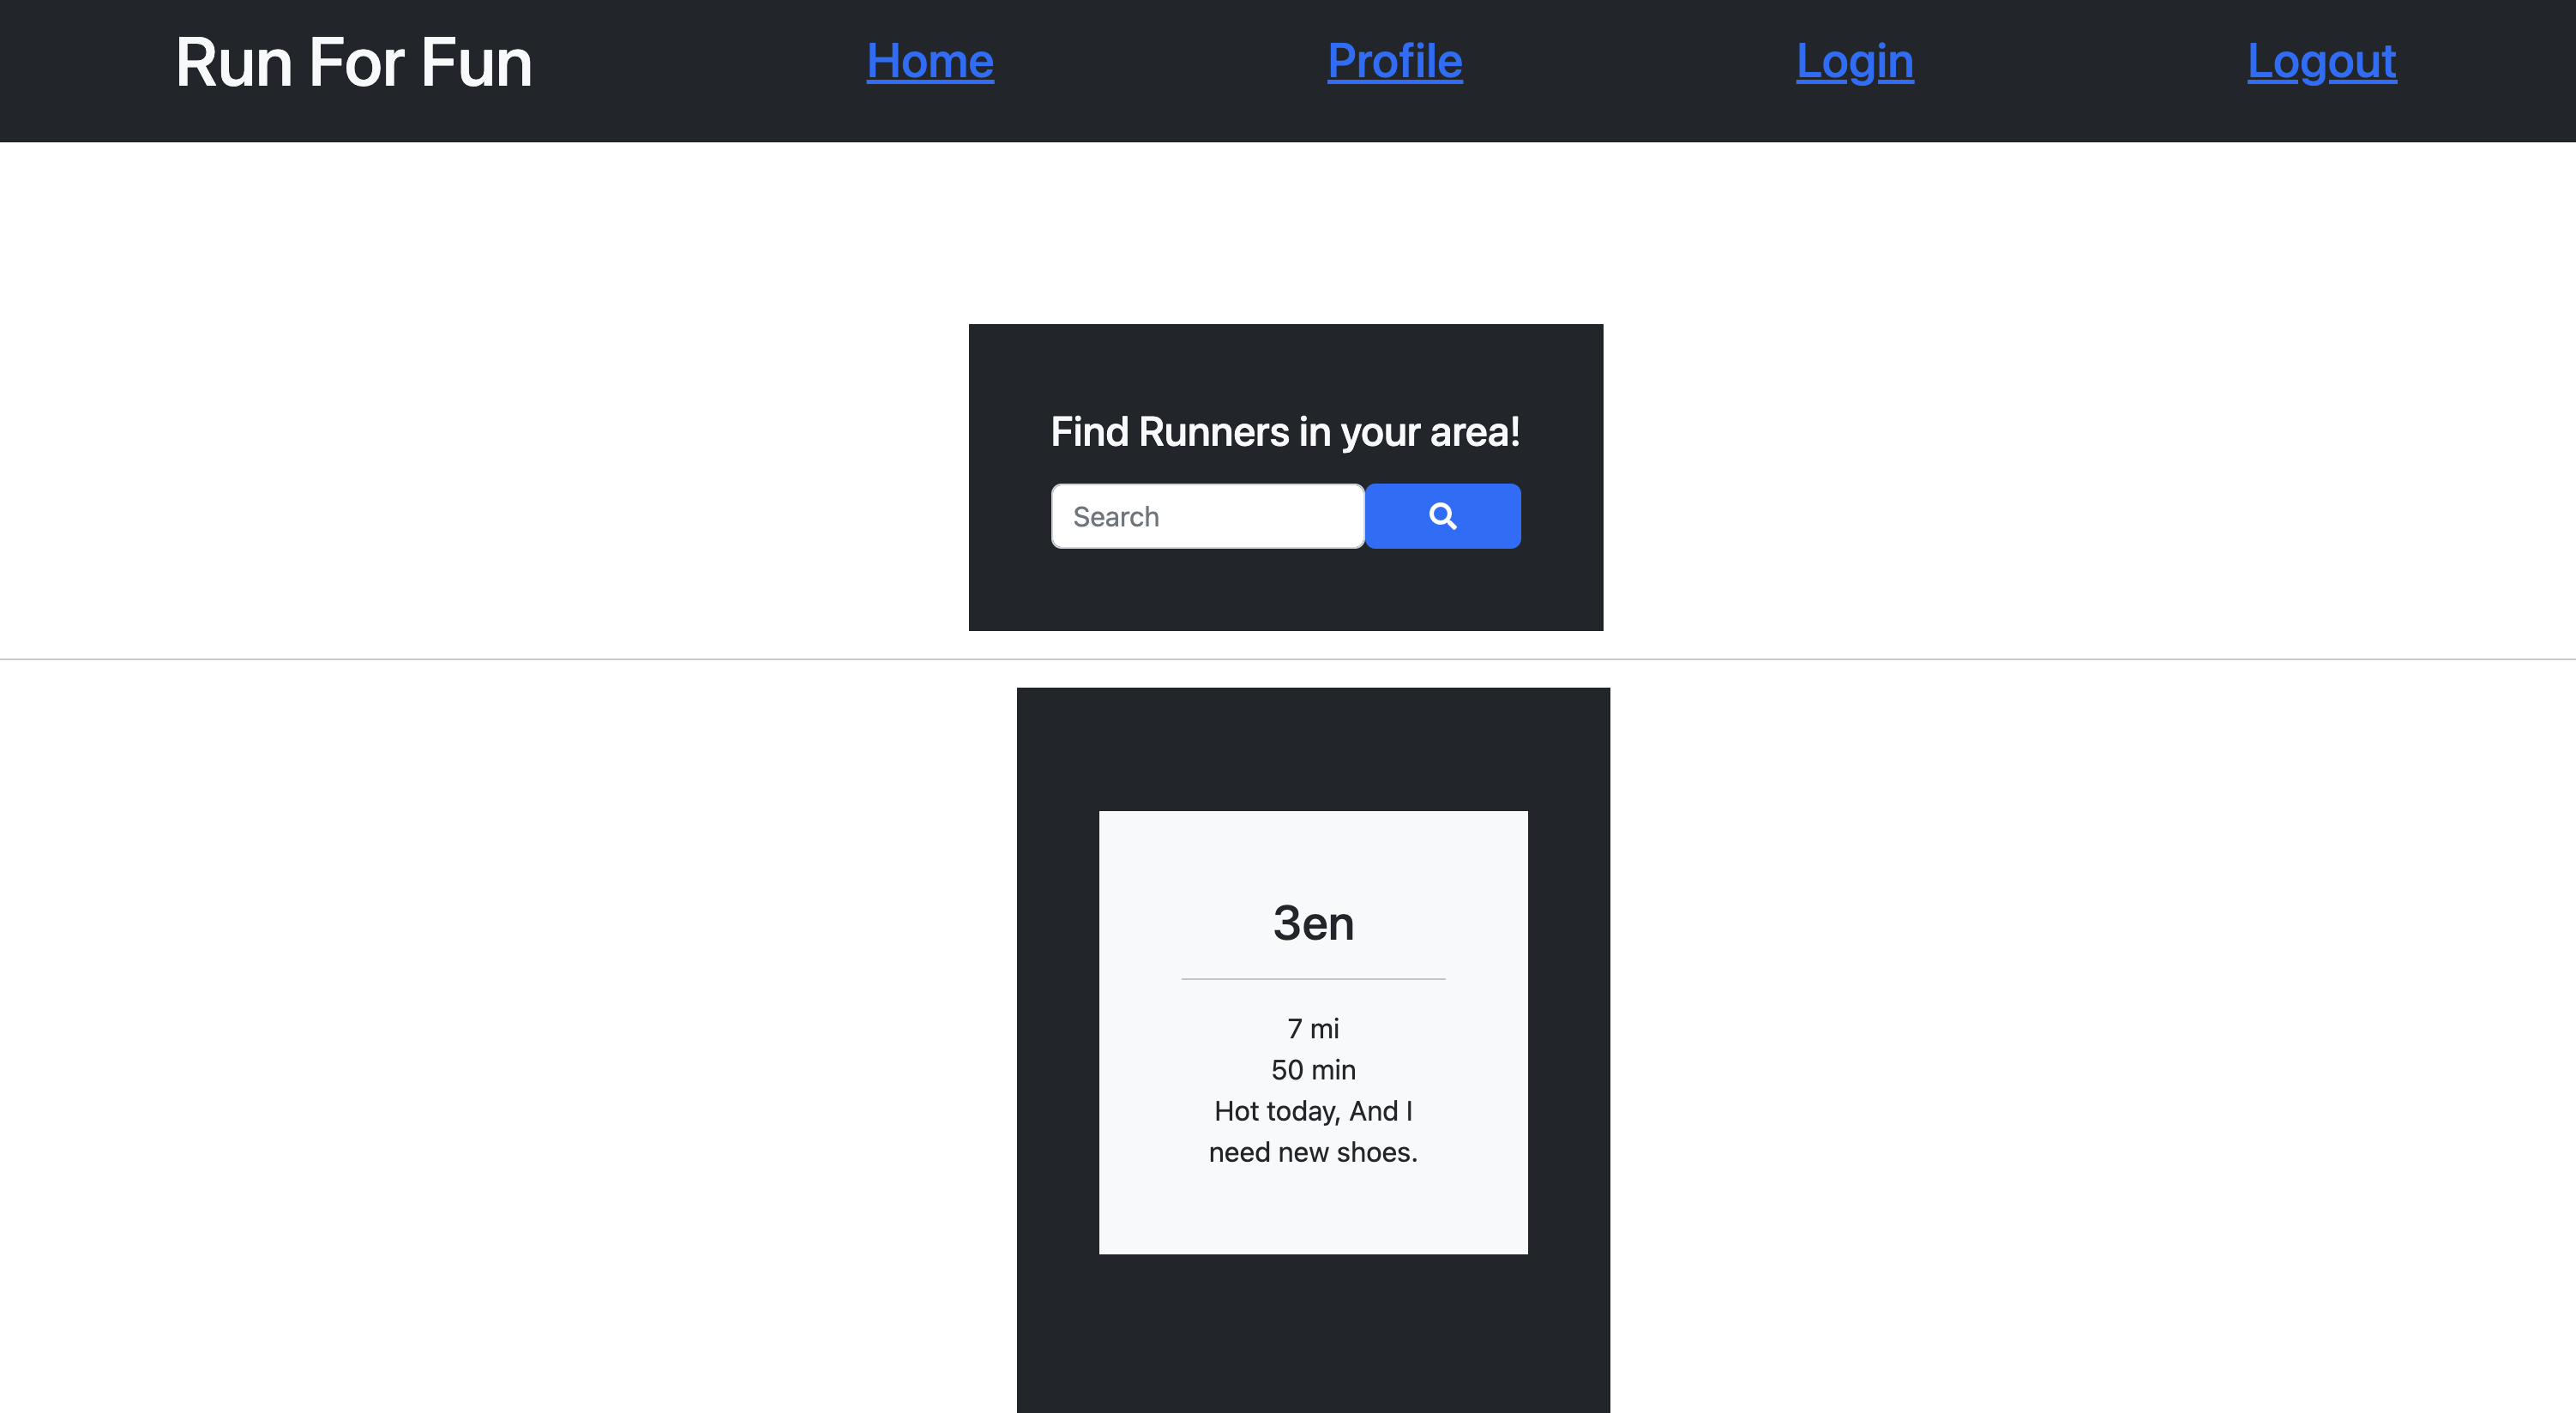 Run For Fun
Home
Profile
Login
Logout
Find Runners in your area!
Search
3en
7 mi
50 min
Hot today, And I
need new shoes.